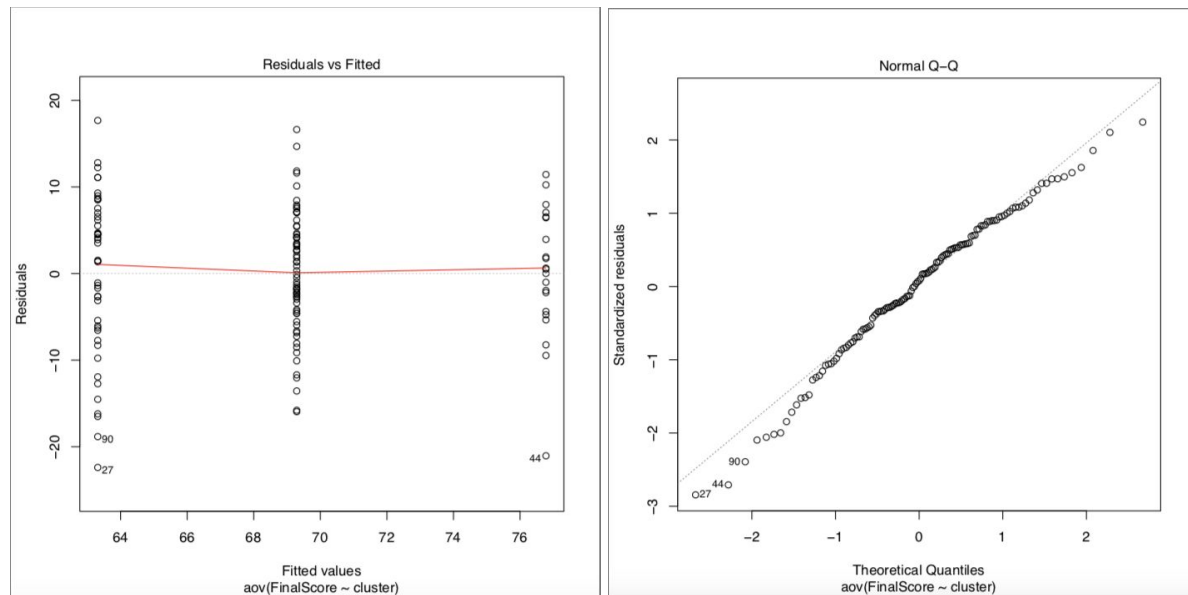 Residuals vs Fitted
20
10
0
−10
−20
90
27
44
64 66 68 70 72 74 76
Residuals
Fitted values
aov(FinalScore ~ cluster)
Normal Q−Q
2
1
0
−1
−2
−3
90
44
27
−2 −1 0 1 2
Standardized residuals
Theoretical Quantiles
aov(FinalScore ~ cluster)